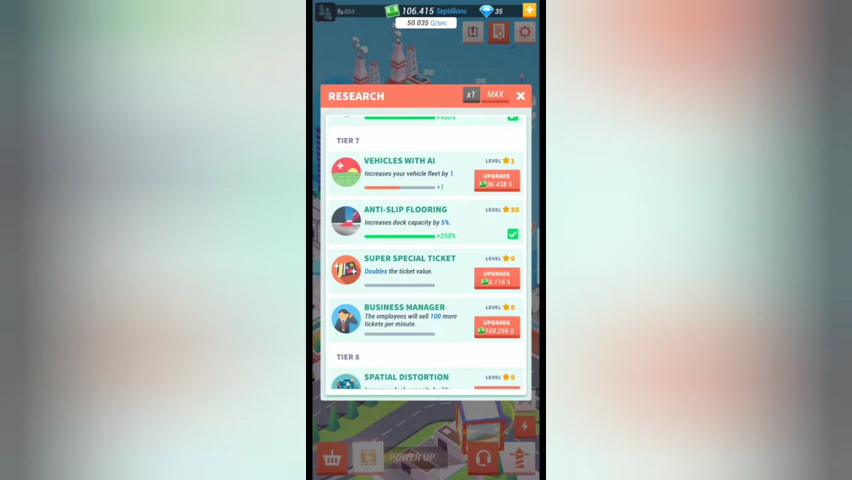 106.415 Septillions
35
50.035 Q/sec
RESEARCH
x1
MAX
TIER 7
VEHICLES WITH AI
LEVEL 1
Increases your vehicle fleet by 1.
UPGRADE
+1
ANTI-SLIP FLOORING
LEVEL 50
Increases dock capacity by 5%.
+250%
SUPER SPECIAL TICKET
LEVEL 0
Doubles the ticket value.
UPGRADE
BUSINESS MANAGER
LEVEL 0
The employees will sell 100 more
tickets per minute.
UPGRADE
TIER 8
SPATIAL DISTORTION
LEVEL 0
POWER UP